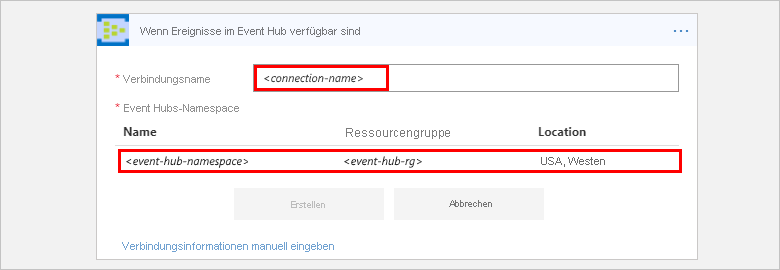 Wenn Ereignisse im Event Hub verfügbar sind
* Verbindungsname <connection-name>
* Event Hubs-Namespace
Name Ressourcengruppe Location
<event-hub-namespace> <event-hub-rg> USA, Westen
Erstellen Abbrechen
Verbindungsinformationen manuell eingeben